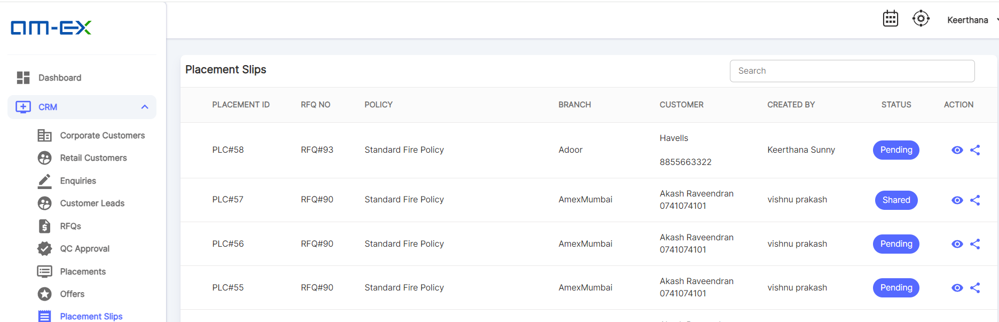 am-ex
Keerthana
Dashboard
CRM
Corporate Customers
Retail Customers
Enquiries
Customer Leads
RFQs
QC Approval
Placements
Offers
Placement Slips
Placement Slips
Search
PLACEMENT ID RFQ NO POLICY BRANCH CUSTOMER CREATED BY STATUS ACTION
Havells
PLC#58 RFQ#93 Standard Fire Policy Adoor Keerthana Sunny Pending
8855663322
Akash Raveendran
PLC#57 RFQ#90 Standard Fire Policy AmexMumbai vishnu prakash Shared
0741074101
Akash Raveendran
PLC#56 RFQ#90 Standard Fire Policy AmexMumbai vishnu prakash Pending
0741074101
Akash Raveendran
PLC#55 RFQ#90 Standard Fire Policy AmexMumbai vishnu prakash Pending
0741074101